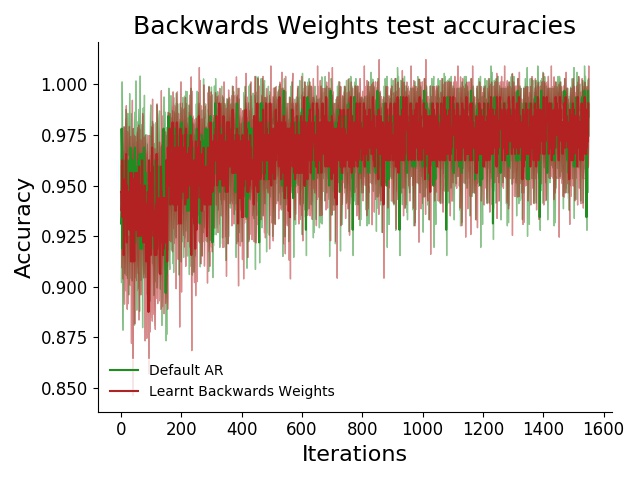 Backwards Weights test accuracies
Accuracy
1.000
0.975
0.950
0.925
0.900
0.875
0.850
Default AR
Learnt Backwards Weights
0 200 400 600 800 1000 1200 1400 1600
Iterations